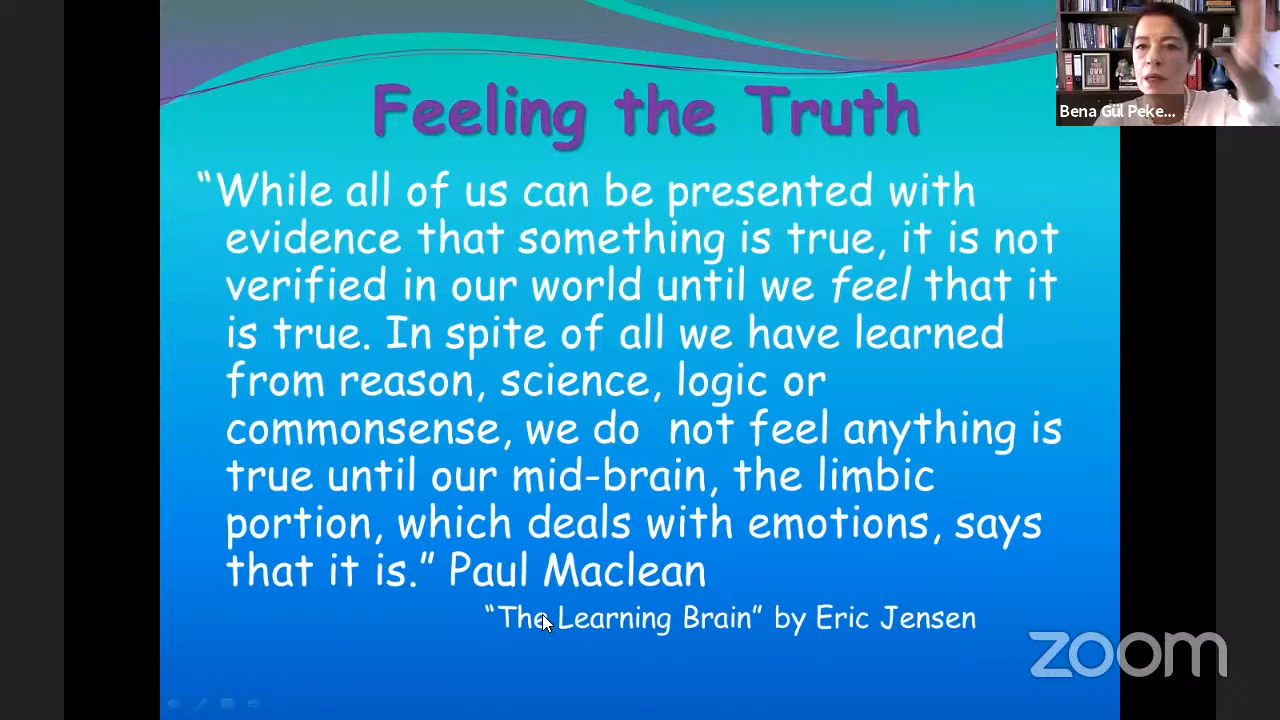 Feeling the Truth
“While all of us can be presented with
evidence that something is true, it is not
verified in our world until we feel that it
is true. In spite of all we have learned
from reason, science, logic or
commonsense, we do not feel anything is
true until our mid-brain, the limbic
portion, which deals with emotions, says
that it is.” Paul Maclean
“The Learning Brain” by Eric Jensen
Bena Gül Peke...
OWN
HERO
zoom